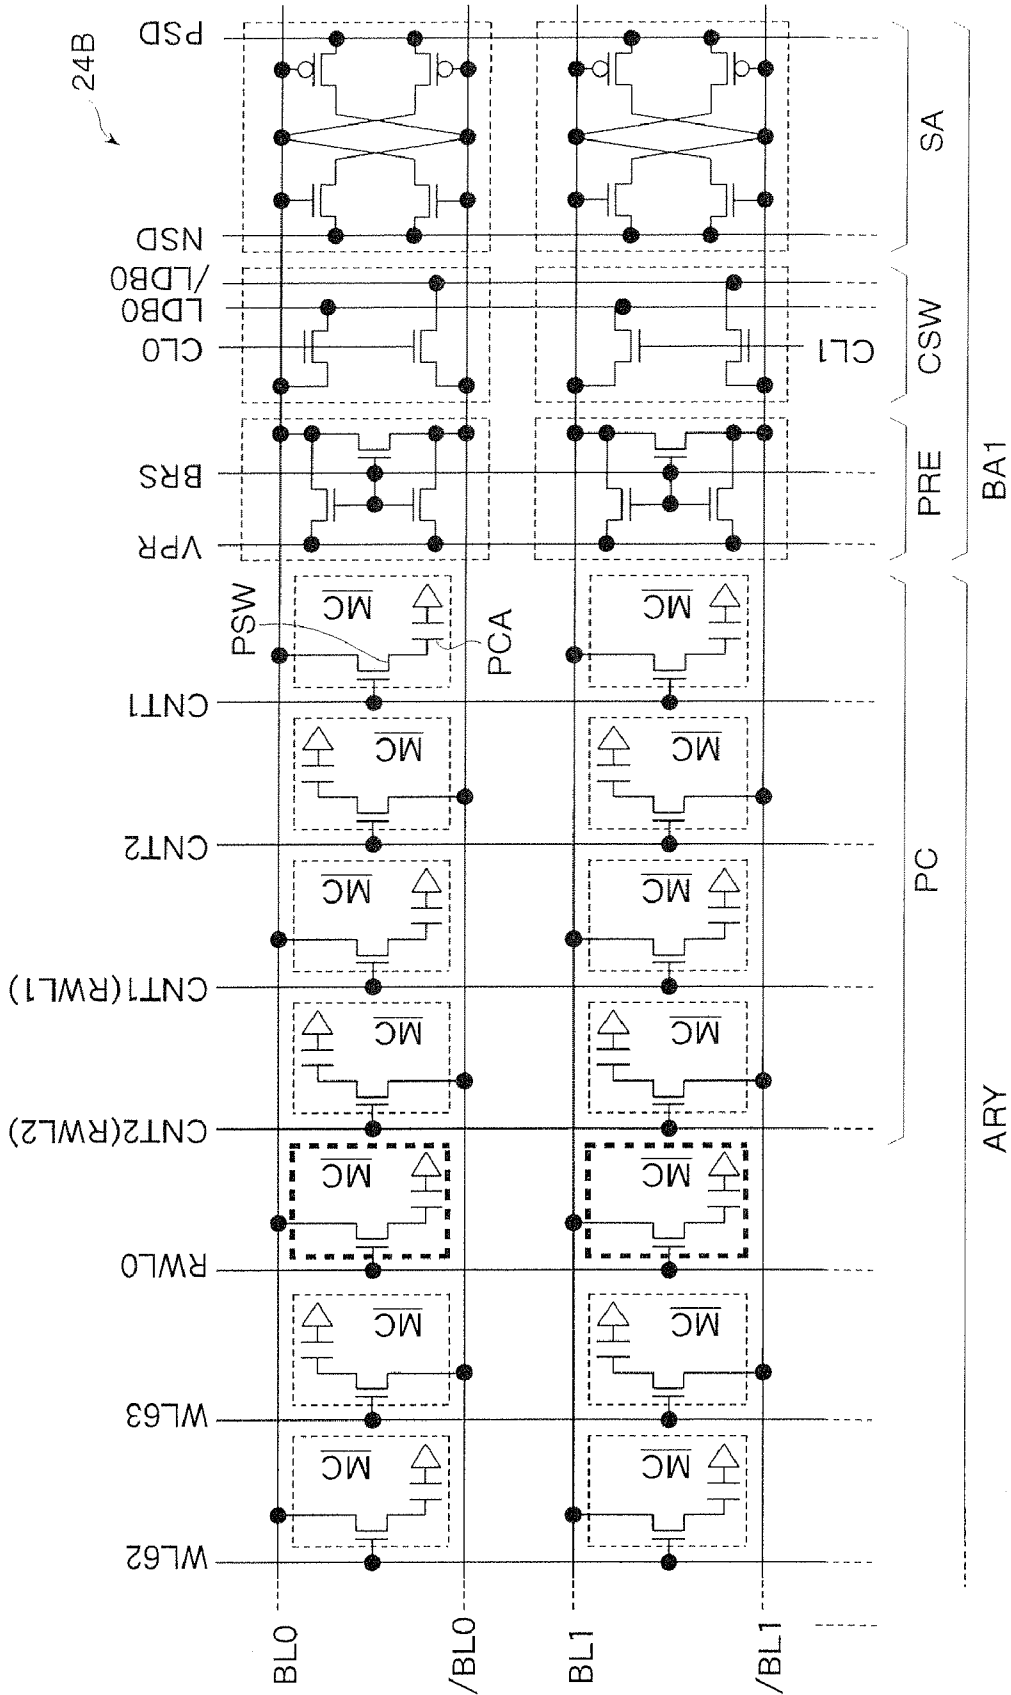 24B
PSD
NSD
/LDB0
LDB0
CL0
CL1
BRS
VPR
PSW
PCA
MC
MC
CNT1
MC
MC
CNT2
MC
MC
CNT1(RWL1)
MC
MC
CNT2(RWL2)
MC
MC
RWL0
MC
MC
WL63
MC
MC
WL62
BL0
/BL0
BL1
/BL1
SA
CSW
PRE
BA1
PC
ARY